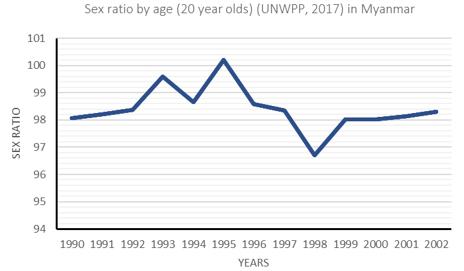 Sex ratio by age (20 year olds) (UNWPP, 2017) in Myanmar
101
100
99
98
97
96
95
94
SEX RATIO
1990 1991 1992 1993 1994 1995 1996 1997 1998 1999 2000 2001 2002
YEARS